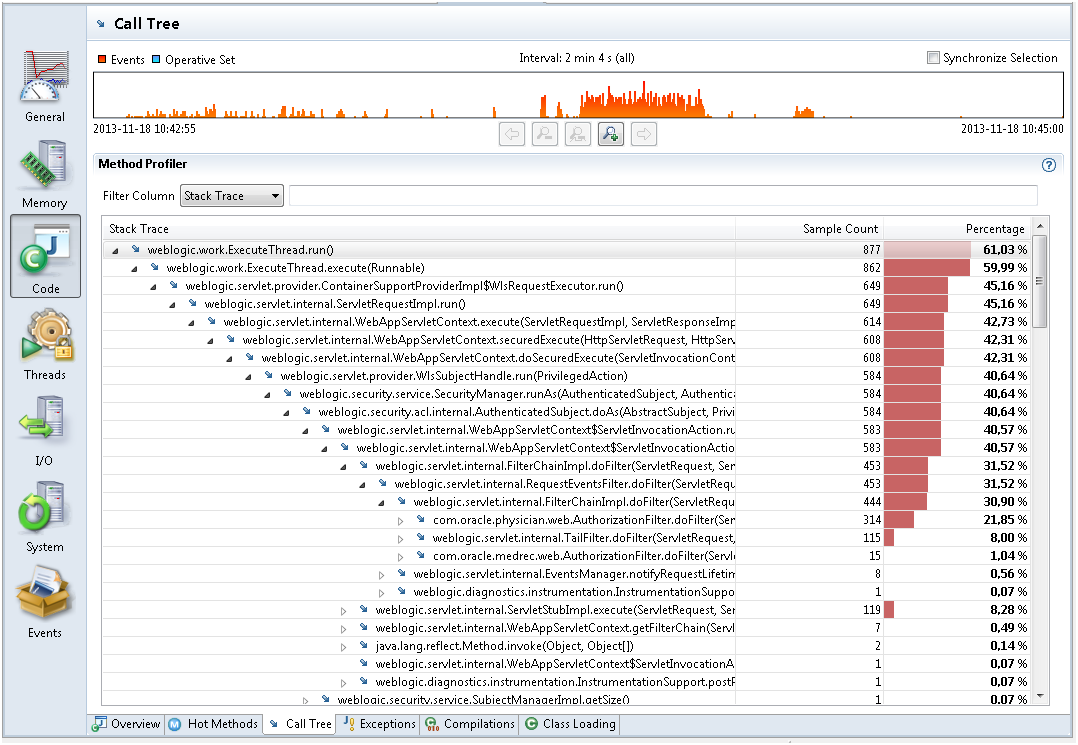 Call Tree
Events Operative Set Interval: 2 min 4 s (all) Synchronize Selection
General
2013-11-18 10:42:55 2013-11-18 10:45:00
Method Profiler
Memory
Filter Column Stack Trace
Code
Threads
I/O
System
Events
Stack Trace Sample Count Percentage
weblogic.work.ExecuteThread.run() 877 61,03 %
weblogic.work.ExecuteThread.execute(Runnable) 862 59,99 %
weblogic.servlet.provider.ContainerSupportProviderImpl$WlsRequestExecutor.run() 649 45,16 %
weblogic.servlet.internal.ServletRequestImpl.run() 649 45,16 %
weblogic.servlet.internal.WebAppServletContext.execute(ServletRequestImpl, ServletResponseImp 614 42,73 %
weblogic.servlet.internal.WebAppServletContext.securedExecute(HttpServletRequest, HttpServ 608 42,31 %
weblogic.servlet.internal.WebAppServletContext.doSecuredExecute(ServletInvocationCont 608 42,31 %
weblogic.servlet.provider.WlsSubjectHandle.run(PrivilegedAction) 584 40,64 %
weblogic.security.service.SecurityManager.runAs(AuthenticatedSubject, Authentica 584 40,64 %
weblogic.security.acl.internal.AuthenticatedSubject.doAs(AbstractSubject, Privi 584 40,64 %
weblogic.servlet.internal.WebAppServletContext$ServletInvocationAction.ru 583 40,57 %
weblogic.servlet.internal.WebAppServletContext$ServletInvocationActio 583 40,57 %
weblogic.servlet.internal.FilterChainImpl.doFilter(ServletRequest, Ser 453 31,52 %
weblogic.servlet.internal.RequestEventsFilter.doFilter(ServletRequ 453 31,52 %
weblogic.servlet.internal.FilterChainImpl.doFilter(ServletRequ 444 30,90 %
com.oracle.physician.web.AuthorizationFilter.doFilter(Ser 314 21,85 %
weblogic.servlet.internal.TailFilter.doFilter(ServletRequest, 115 8,00 %
com.oracle.medrec.web.AuthorizationFilter.doFilter(Servl 15 1,04 %
weblogic.servlet.internal.EventsManager.notifyRequestLifetim 8 0,56 %
weblogic.diagnostics.instrumentation.InstrumentationSuppo 1 0,07 %
weblogic.servlet.internal.ServletStubImpl.execute(ServletRequest, Ser 119 8,28 %
weblogic.servlet.internal.WebAppServletContext.getFilterChain(Servl 7 0,49 %
java.lang.reflect.Method.invoke(Object, Object[]) 2 0,14 %
weblogic.servlet.internal.WebAppServletContext$ServletInvocationA 1 0,07 %
weblogic.diagnostics.instrumentation.InstrumentationSupport.postP 1 0,07 %
weblogic.security.service.SubjectManagerImpl.getSize() 1 0,07 %
Overview Hot Methods Call Tree Exceptions Compilations Class Loading